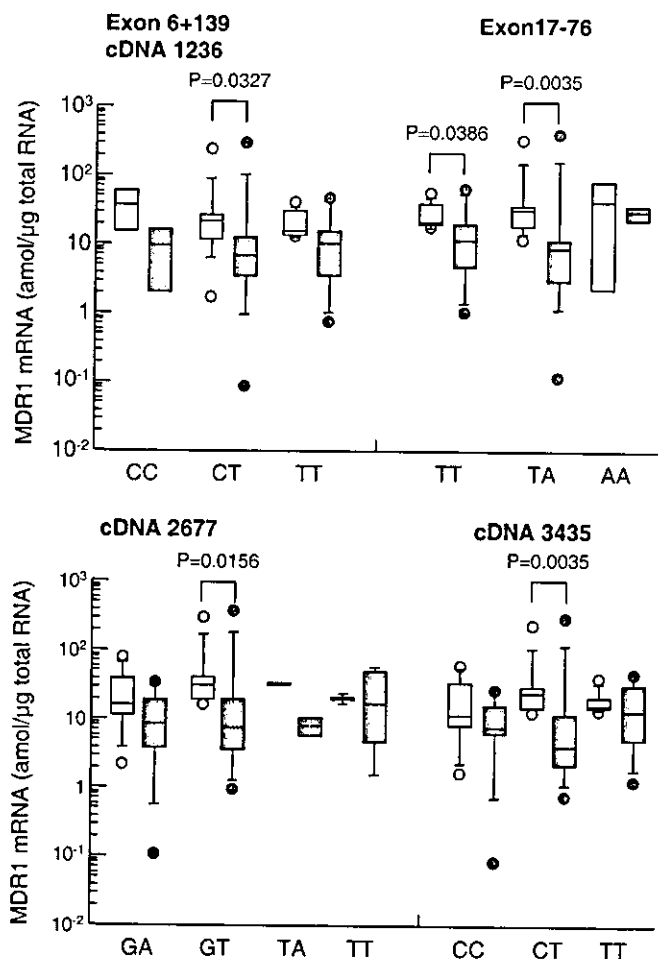 Exon 6+139
cDNA 1236
Exon17-76
P=0.0327
P=0.0035
P=0.0386
MDR1 mRNA (amol/µg total RNA)
10³
10²
10
1
10⁻¹
10⁻²
CC CT TT TT TA AA
cDNA 2677
cDNA 3435
P=0.0156
P=0.0035
MDR1 mRNA (amol/µg total RNA)
10³
10²
10
1
10⁻¹
10⁻²
GA GT TA TT CC CT TT